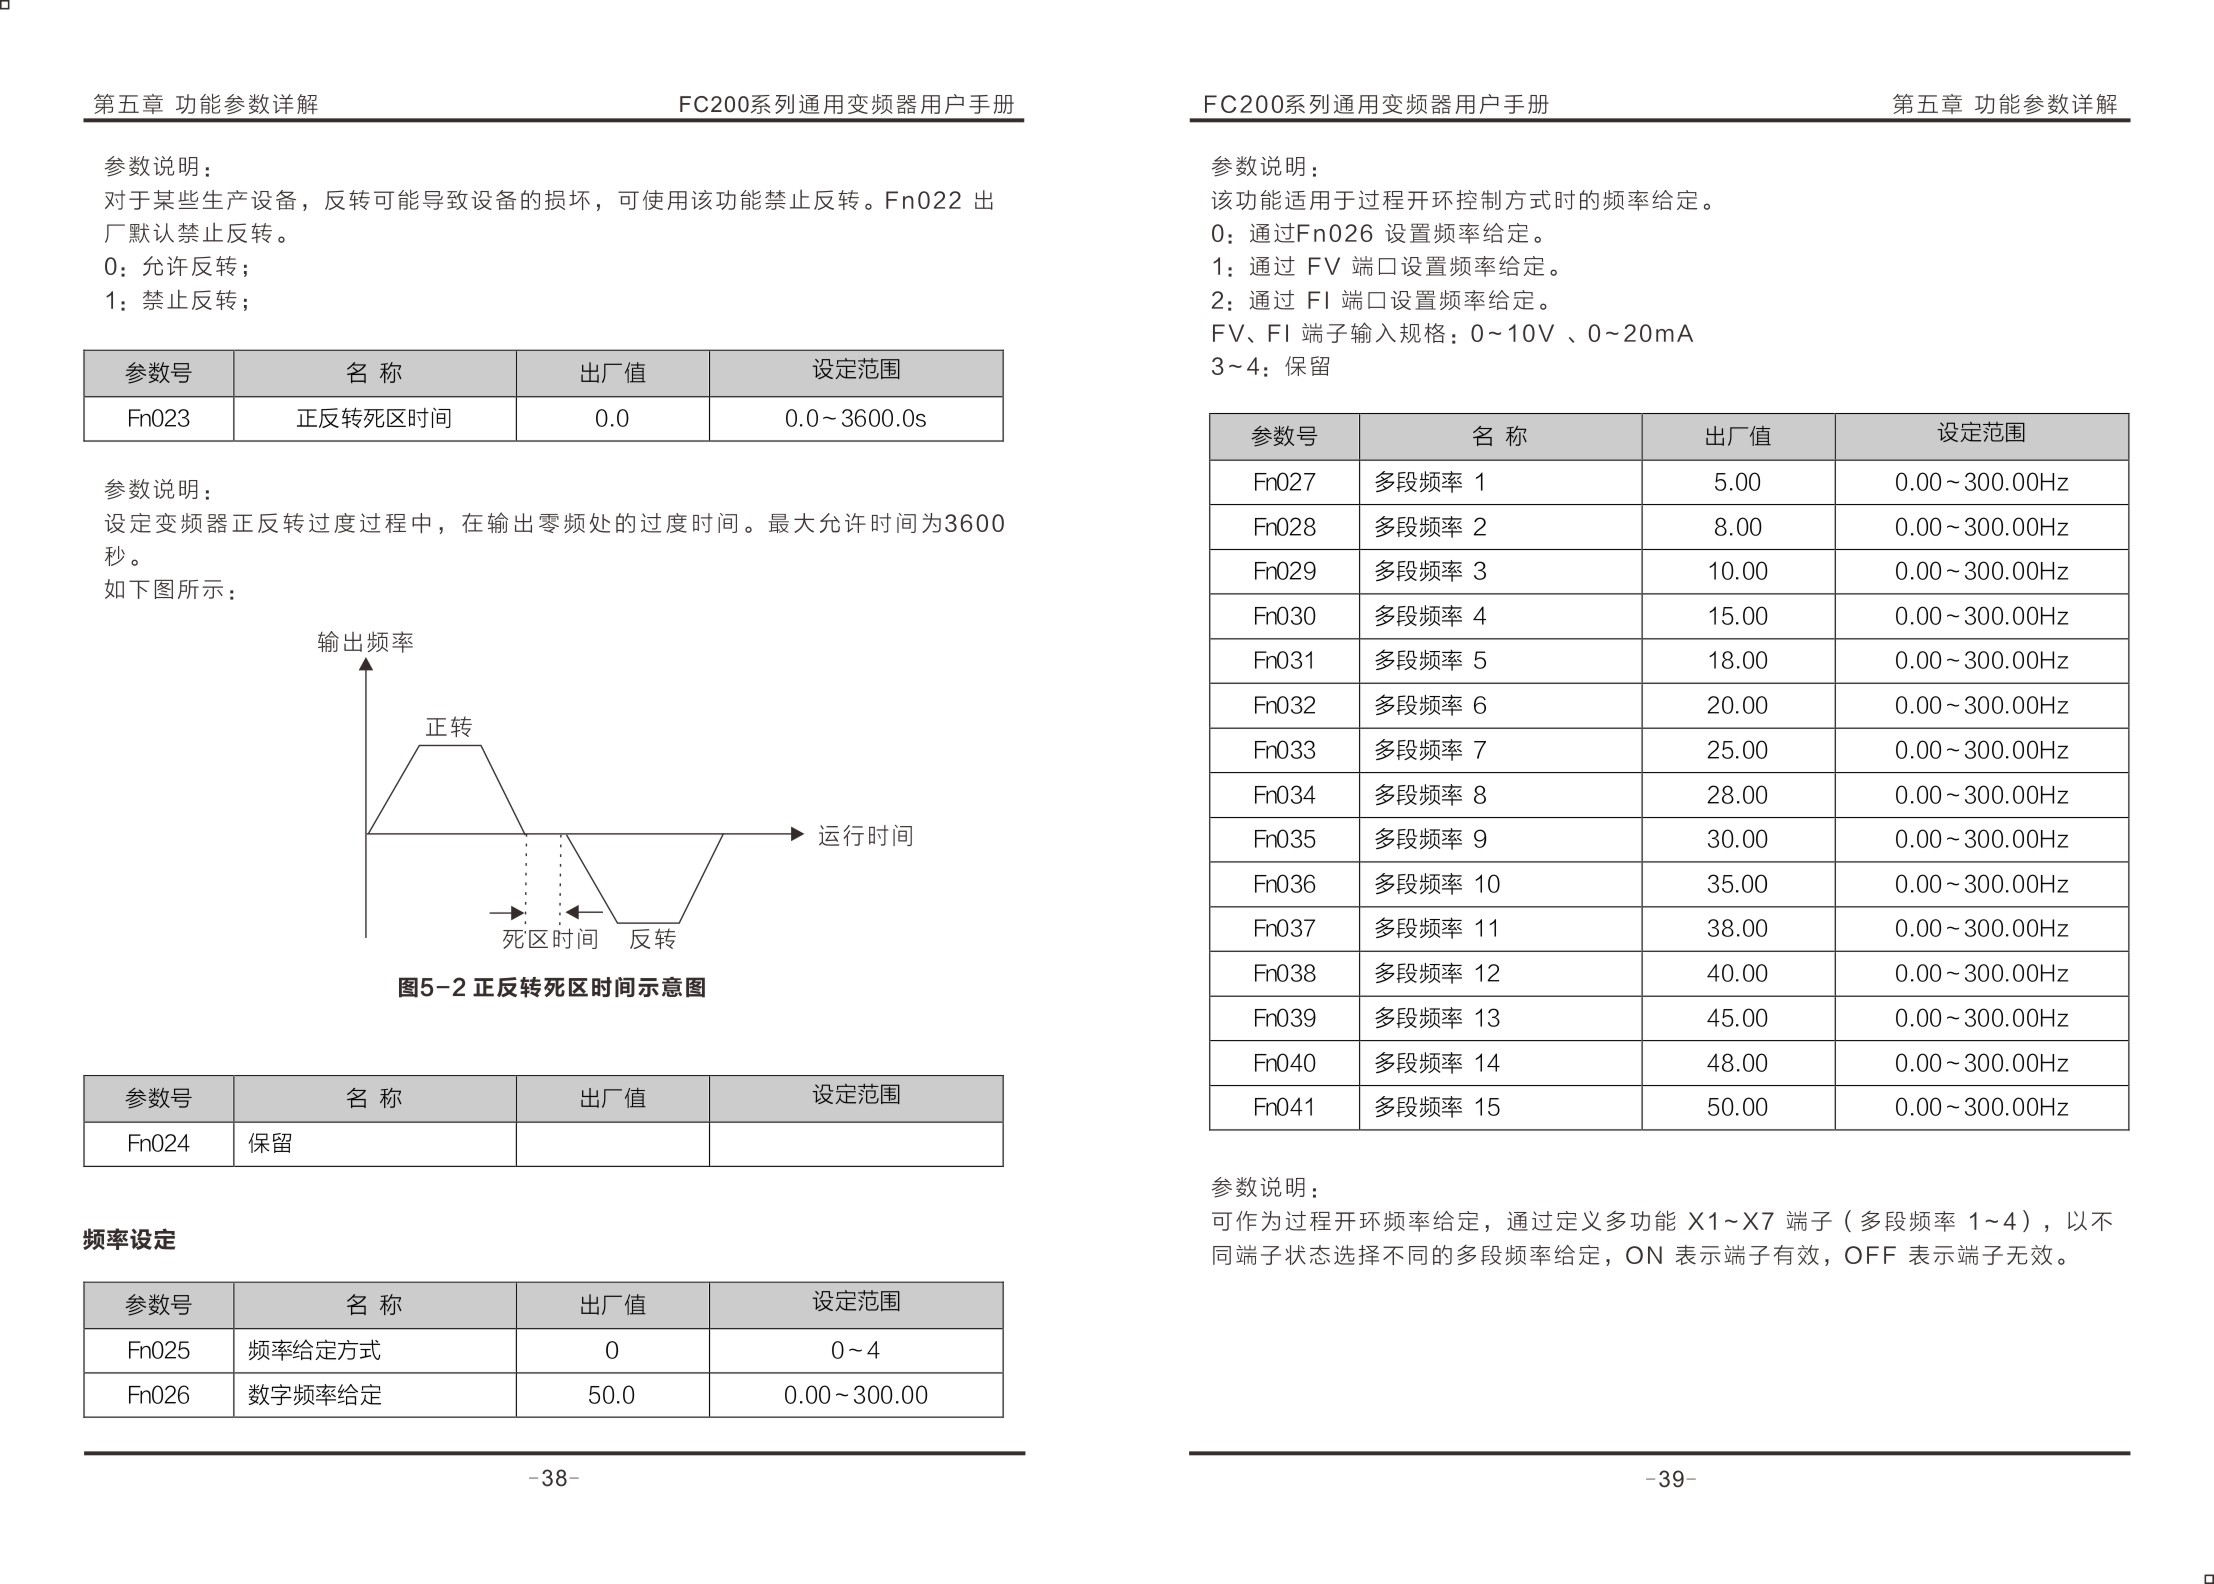 第五章 功能参数详解 FC200系列通用变频器用户手册
参数说明：
对于某些生产设备，反转可能导致设备的损坏，可使用该功能禁止反转。Fn022 出
厂默认禁止反转。
0：允许反转；
1：禁止反转；
参数号 名 称 出厂值 设定范围
Fn023 正反转死区时间 0.0 0.0~3600.0s
参数说明：
设定变频器正反转过度过程中，在输出零频处的过度时间。最大允许时间为3600
秒。
如下图所示：
输出频率
正转
运行时间
死区时间 反转
图5-2 正反转死区时间示意图
参数号 名 称 出厂值 设定范围
Fn024 保留
频率设定
参数号 名 称 出厂值 设定范围
Fn025 频率给定方式 0 0~4
Fn026 数字频率给定 50.0 0.00~300.00
-38-
FC200系列通用变频器用户手册 第五章 功能参数详解
参数说明：
该功能适用于过程开环控制方式时的频率给定。
0：通过Fn026 设置频率给定。
1：通过 FV 端口设置频率给定。
2：通过 FI 端口设置频率给定。
FV、FI 端子输入规格：0~10V 、0~20mA
3~4：保留
参数号 名 称 出厂值 设定范围
Fn027 多段频率 1 5.00 0.00~300.00Hz
Fn028 多段频率 2 8.00 0.00~300.00Hz
Fn029 多段频率 3 10.00 0.00~300.00Hz
Fn030 多段频率 4 15.00 0.00~300.00Hz
Fn031 多段频率 5 18.00 0.00~300.00Hz
Fn032 多段频率 6 20.00 0.00~300.00Hz
Fn033 多段频率 7 25.00 0.00~300.00Hz
Fn034 多段频率 8 28.00 0.00~300.00Hz
Fn035 多段频率 9 30.00 0.00~300.00Hz
Fn036 多段频率 10 35.00 0.00~300.00Hz
Fn037 多段频率 11 38.00 0.00~300.00Hz
Fn038 多段频率 12 40.00 0.00~300.00Hz
Fn039 多段频率 13 45.00 0.00~300.00Hz
Fn040 多段频率 14 48.00 0.00~300.00Hz
Fn041 多段频率 15 50.00 0.00~300.00Hz
参数说明：
可作为过程开环频率给定，通过定义多功能 X1~X7 端子（多段频率 1~4），以不
同端子状态选择不同的多段频率给定，ON 表示端子有效，OFF 表示端子无效。
-39-